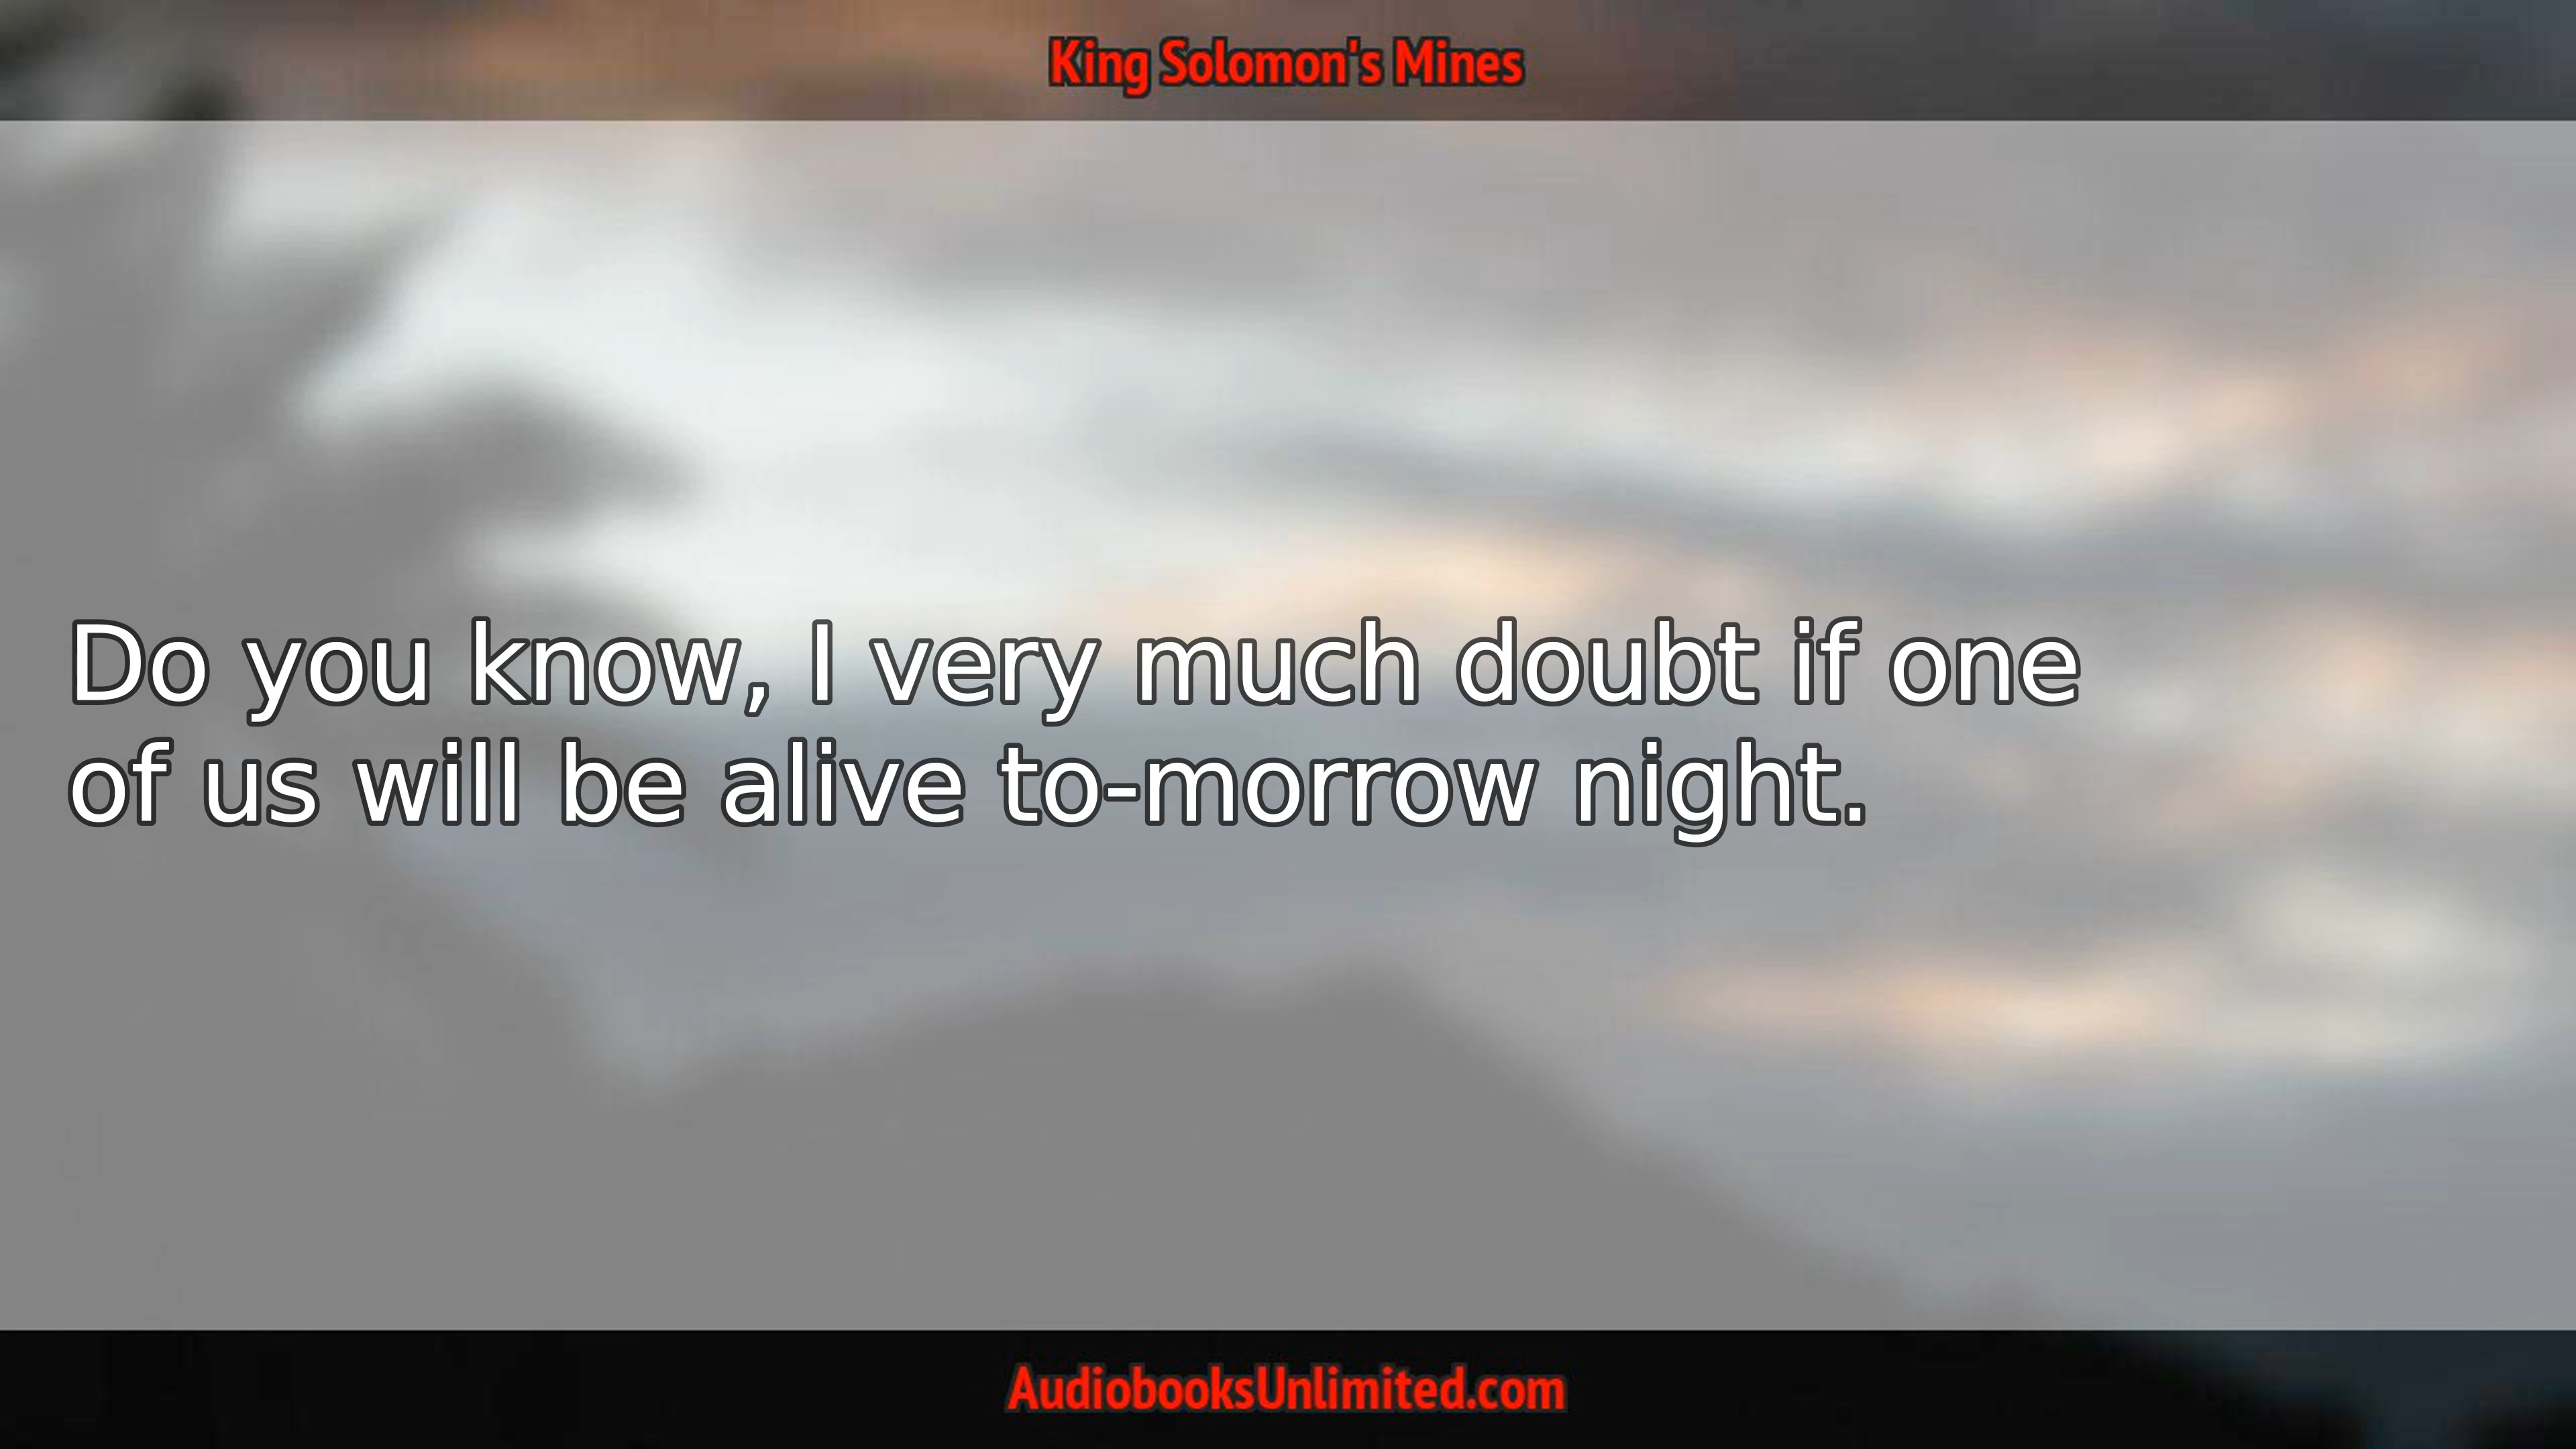 King Solomon's Mines
Do you know, I very much doubt if one
of us will be alive to-morrow night.
AudiobooksUnlimited.com